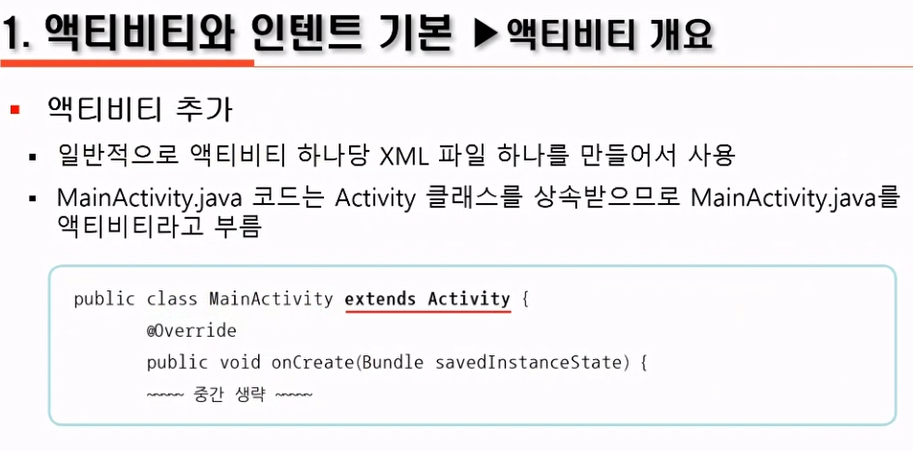 1. 액티비티와 인텐트 기본 ▶액티비티 개요
▪ 액티비티 추가
▪ 일반적으로 액티비티 하나당 XML 파일 하나를 만들어서 사용
▪ MainActivity.java 코드는 Activity 클래스를 상속받으므로 MainActivity.java를
액티비티라고 부름
public class MainActivity extends Activity {
@Override
public void onCreate(Bundle savedInstanceState) {
~~~~~ 중간 생략 ~~~~~